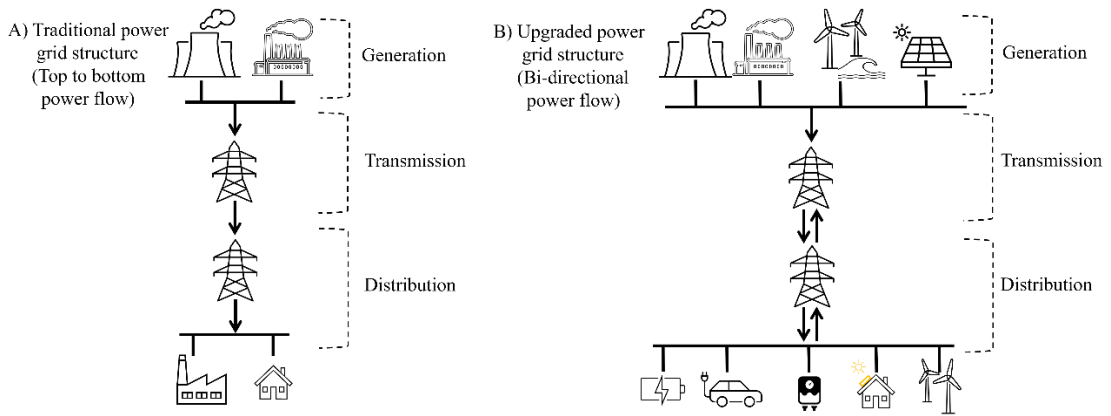 A) Traditional power
grid structure
(Top to bottom
power flow)
Generation
Transmission
Distribution
B) Upgraded power
grid structure
(Bi-directional
power flow)
Generation
Transmission
Distribution